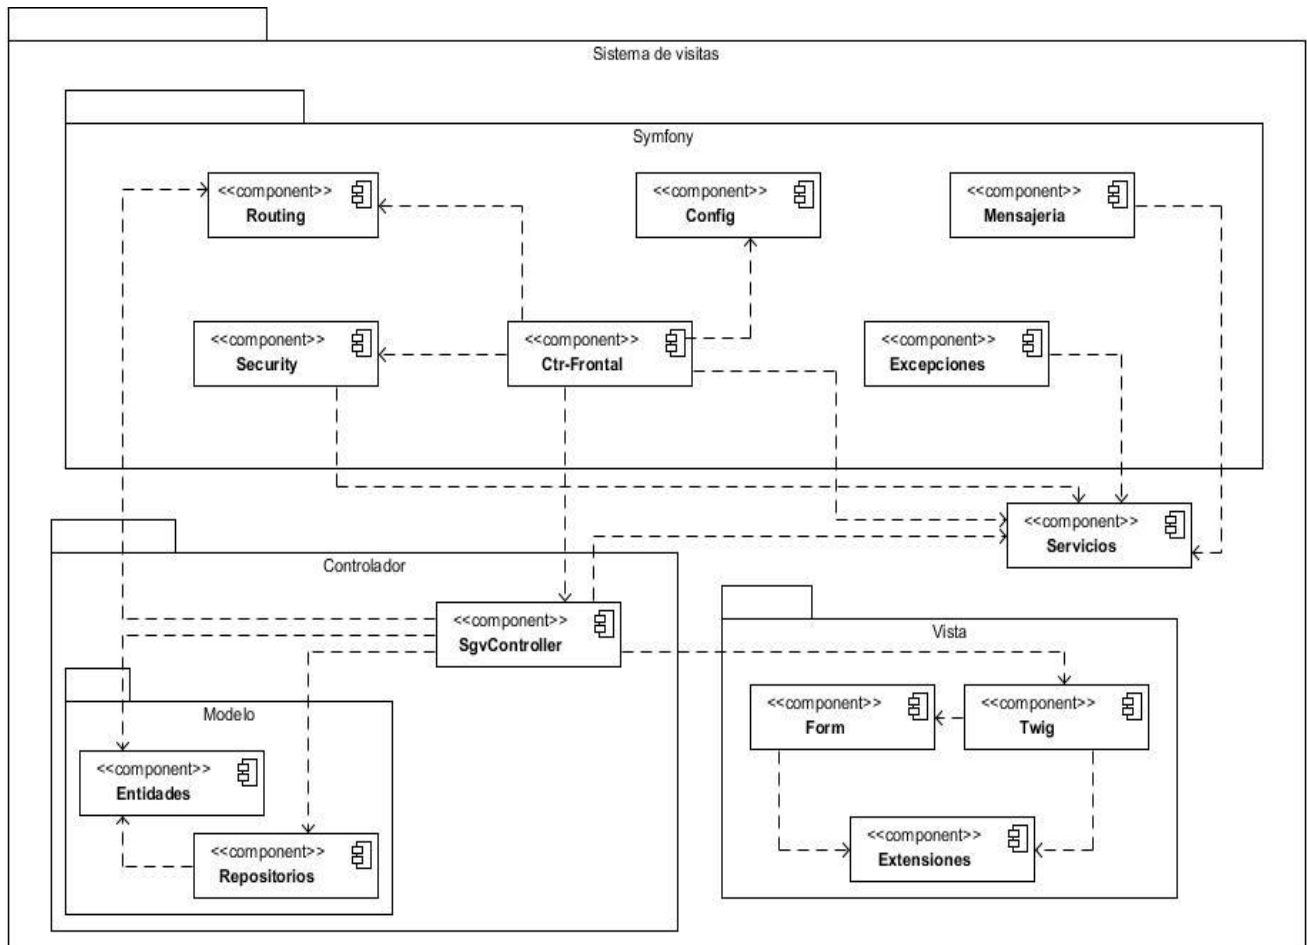 Sistema de visitas
Symfony
<<component>>
Routing
<<component>>
Config
<<component>>
Mensajeria
<<component>>
Security
<<component>>
Ctr-Frontal
<<component>>
Excepciones
<<component>>
Servicios
Controlador
<<component>>
SgvController
Vista
<<component>>
Form
<<component>>
Twig
Modelo
<<component>>
Entidades
<<component>>
Extensiones
<<component>>
Repositorios